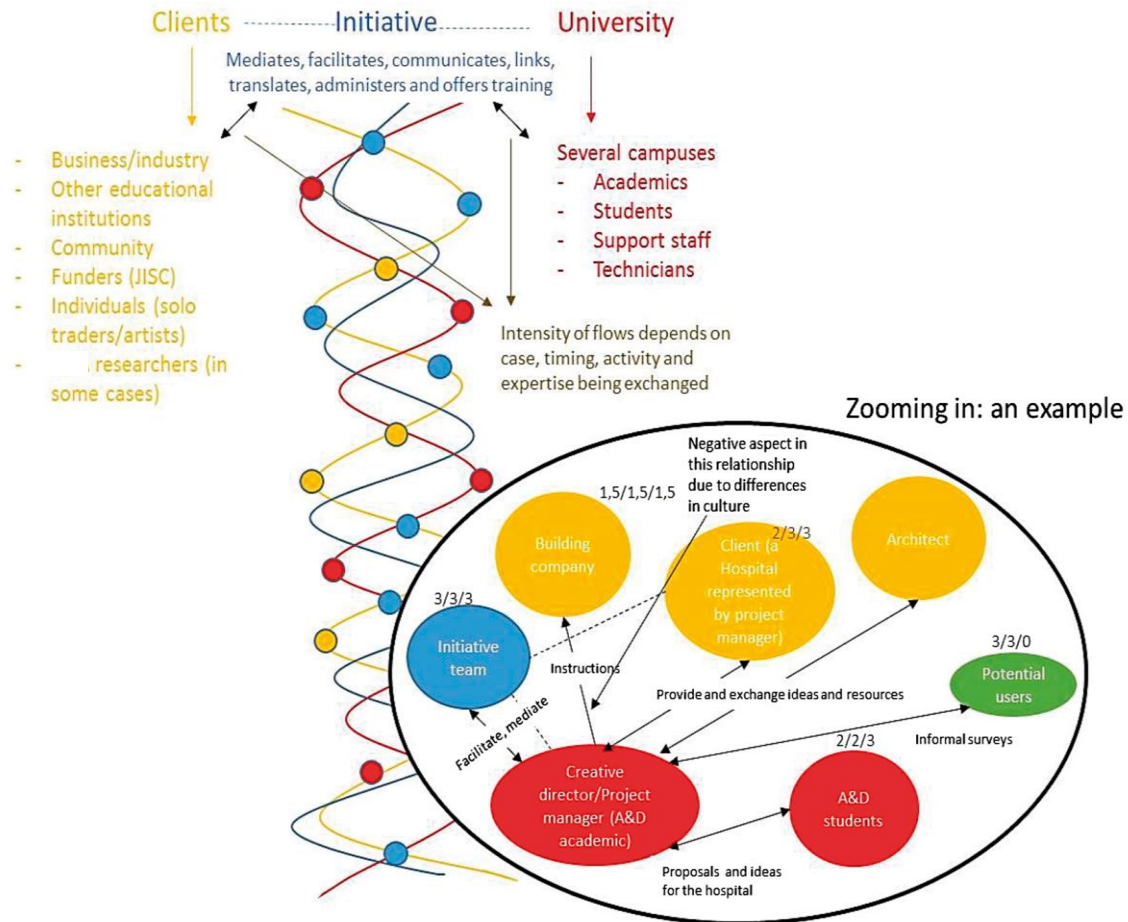 Clients
Initiative
University
Mediates, facilitates, communicates, links,
translates, administers and offers training
- Business/industry
- Other educational
institutions
- Community
- Funders (JISC)
- Individuals (solo
traders/artists)
- researchers (in
some cases)
Several campuses
- Academics
- Students
- Support staff
- Technicians
Intensity of flows depends on
case, timing, activity and
expertise being exchanged
Zooming in: an example
Negative aspect in
this relationship
due to differences
in culture
1,5/1,5/1,5
Building
company
2/3/3
Client (a
Hospital
represented
by project
manager)
Architect
3/3/3
Initiative
team
Instructions
3/3/0
Potential
users
Provide and exchange ideas and resources
Facilitate, mediate
Informal surveys
2/2/3
Creative
director/Project
manager (A&D
academic)
A&D
students
Proposals and ideas
for the hospital